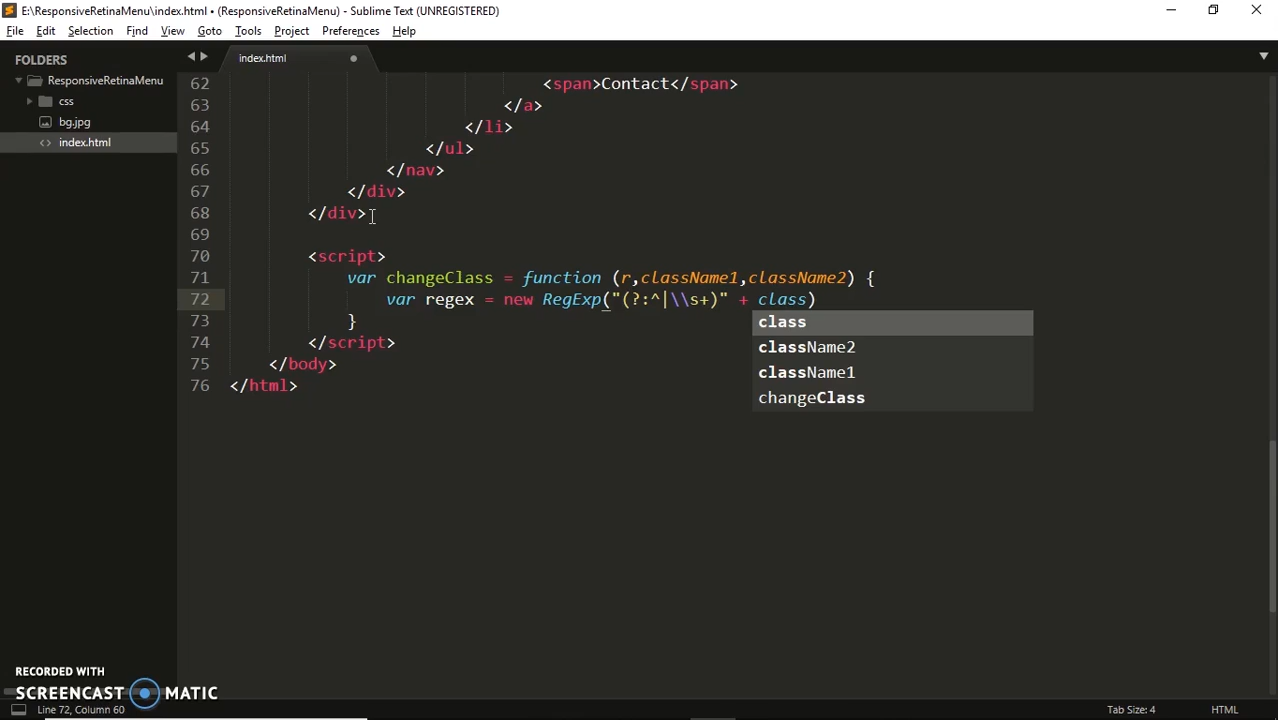 E:\ResponsiveRetinaMenu\index.html • (ResponsiveRetinaMenu) - Sublime Text (UNREGISTERED)
File Edit Selection Find View Goto Tools Project Preferences Help
FOLDERS
ResponsiveRetinaMenu
css
bg.jpg
index.html
index.html
62 <span>Contact</span>
63 </a>
64 </li>
65 </ul>
66 </nav>
67 </div>
68 </div>
69
70 <script>
71 var changeClass = function (r,className1,className2) {
72 var regex = new RegExp("(?:^|\\s+)" + class)
73 }
74 </script>
75 </body>
76 </html>
class
className2
className1
changeClass
RECORDED WITH
SCREENCAST MATIC
Line 72, Column 60
Tab Size: 4
HTML